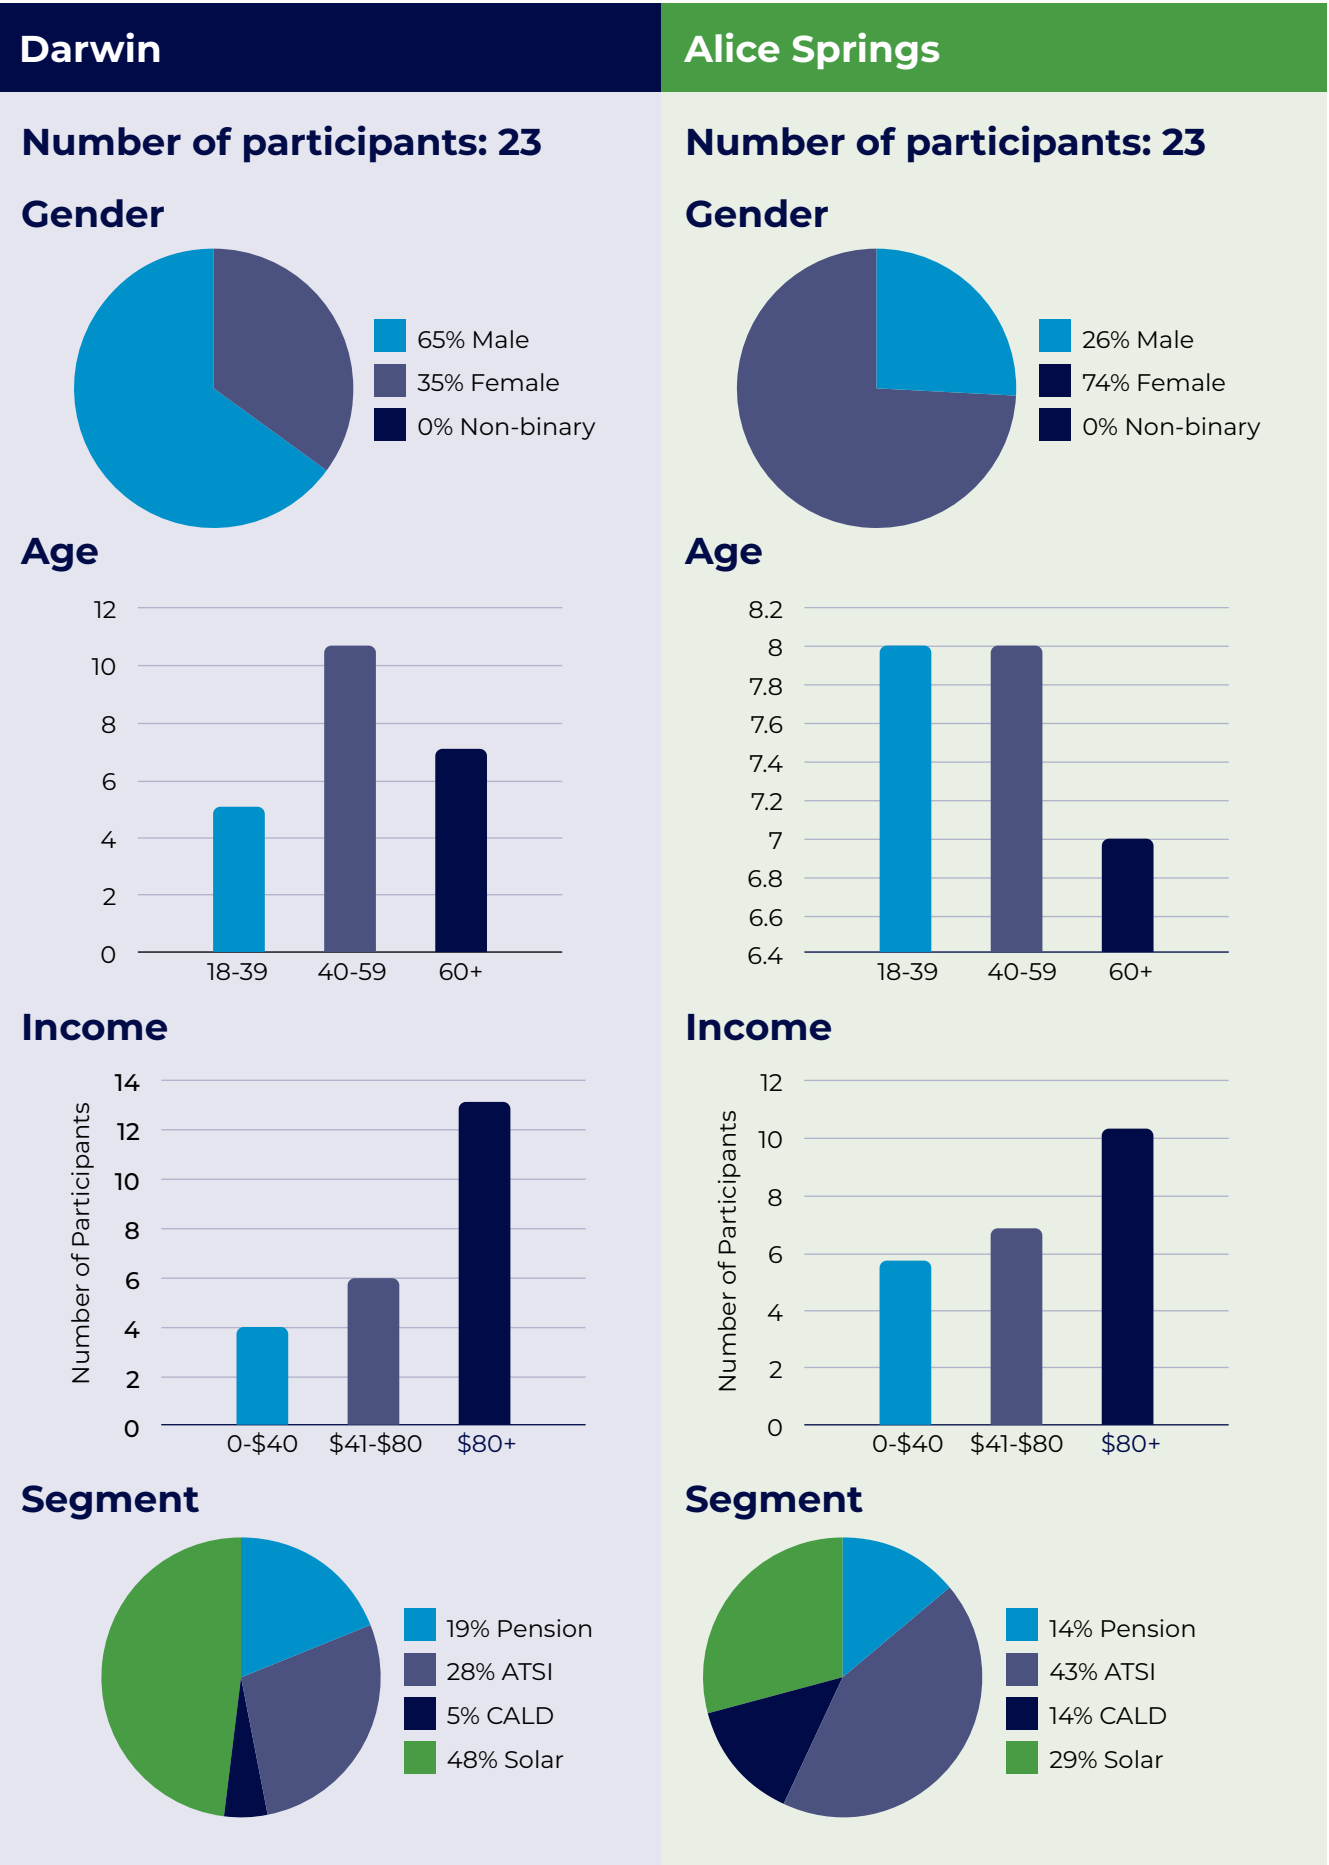 Darwin
Number of participants: 23
Gender
65% Male
35% Female
0% Non-binary
Age
12
10
8
6
4
2
0
18-39 40-59 60+
Income
Number of Participants
14
12
10
8
6
4
2
0
0-$40 $41-$80 $80+
Segment
19% Pension
28% ATSI
5% CALD
48% Solar
Alice Springs
Number of participants: 23
Gender
26% Male
74% Female
0% Non-binary
Age
8.2
8
7.8
7.6
7.4
7.2
7
6.8
6.6
6.4
18-39 40-59 60+
Income
Number of Participants
12
10
8
6
4
2
0
0-$40 $41-$80 $80+
Segment
14% Pension
43% ATSI
14% CALD
29% Solar